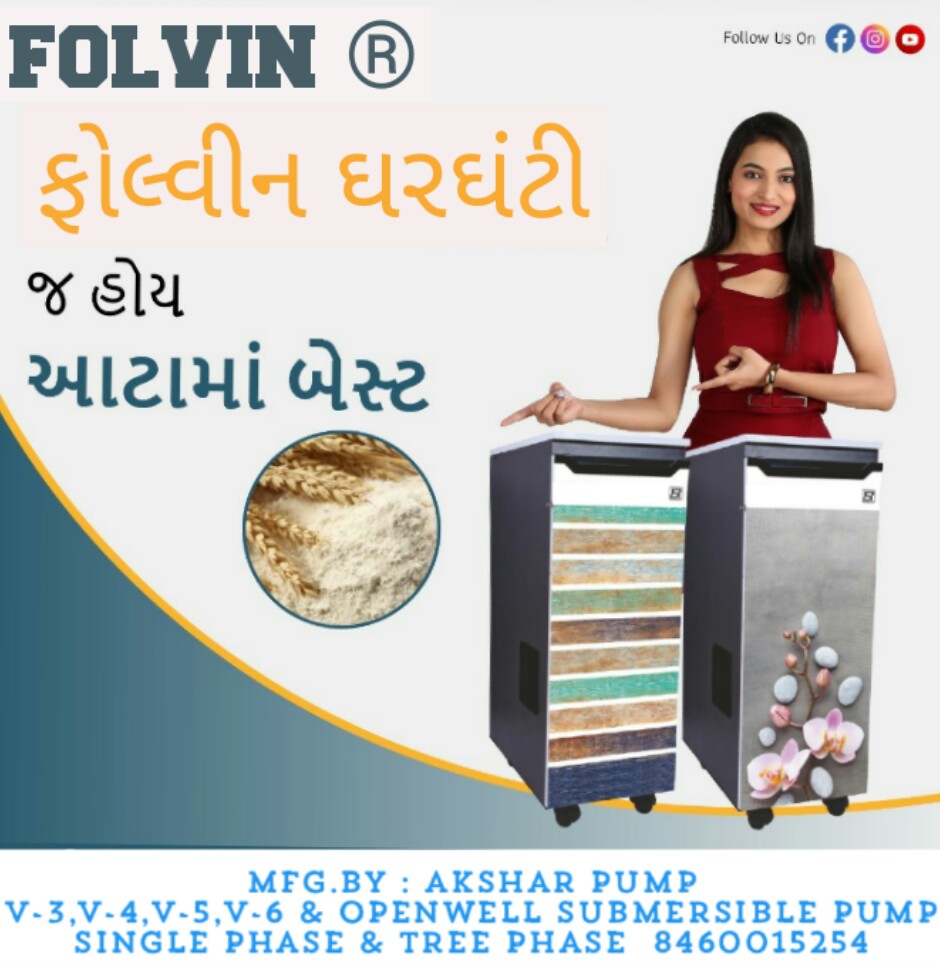 FOLVIN ®
Follow Us On
ફોલ્વીન ઘરઘંટી
જ હોય
આટામાં બેસ્ટ
MFG.BY : AKSHAR PUMP
V-3,V-4,V-5,V-6 & OPENWELL SUBMERSIBLE PUMP
SINGLE PHASE & TREE PHASE 8460015254